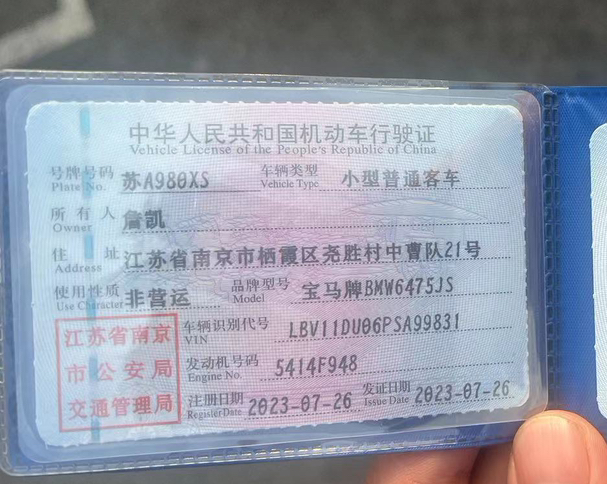 中华人民共和国机动车行驶证
Vehicle License of the People's Republic of China
号牌号码 苏A980XS 车辆类型 小型普通客车
Plate No. Vehicle Type
所有人 詹凯
Owner
住址 江苏省南京市栖霞区尧胜村中曹队21号
Address
使用性质 非营运 品牌型号 宝马牌BMW6475JS
Use Character Model
江苏省南京
市公安局
交通管理局
车辆识别代号 LBV11DU06PSA99831
VIN
发动机号码 5414F948
Engine No.
注册日期 2023-07-26 发证日期 2023-07-26
Register Date Issue Date